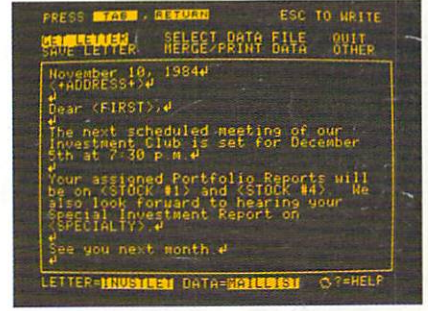 PRESS TAB , RETURN ESC TO WRITE
GET LETTER SELECT DATA FILE QUIT
SAVE LETTER MERGE/PRINT DATA OTHER
November 10, 1984↵
<+ADDRESS+>↵
↵
Dear <FIRST>,↵
↵
The next scheduled meeting of our
Investment Club is set for December
5th at 7:30 p.m.↵
↵
Your assigned Portfolio Reports will
be on <STOCK #1> and <STOCK #4>. We
also look forward to hearing your
Special Investment Report on
<SPECIALTY>.↵
↵
See you next month.↵
↵
LETTER=INVSTLET DATA=MAILLIST ?=HELP